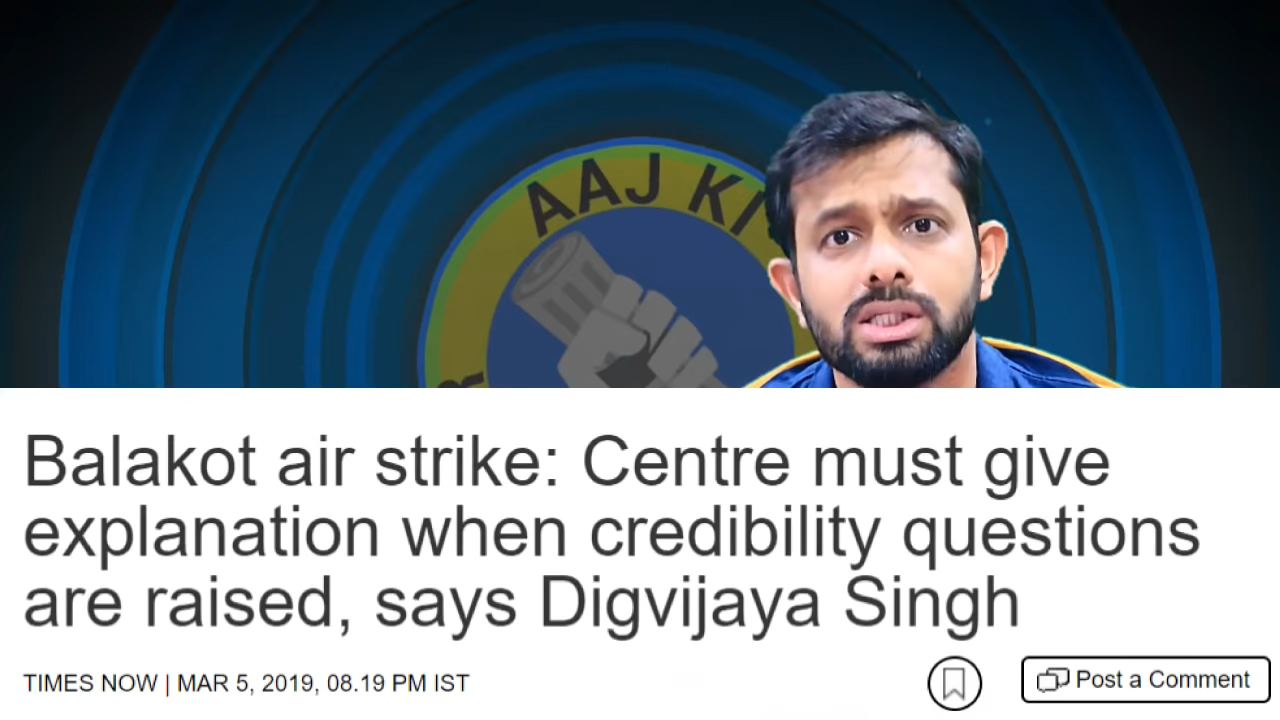 AAJ KI
Balakot air strike: Centre must give
explanation when credibility questions
are raised, says Digvijaya Singh
TIMES NOW | MAR 5, 2019, 08.19 PM IST
Post a Comment